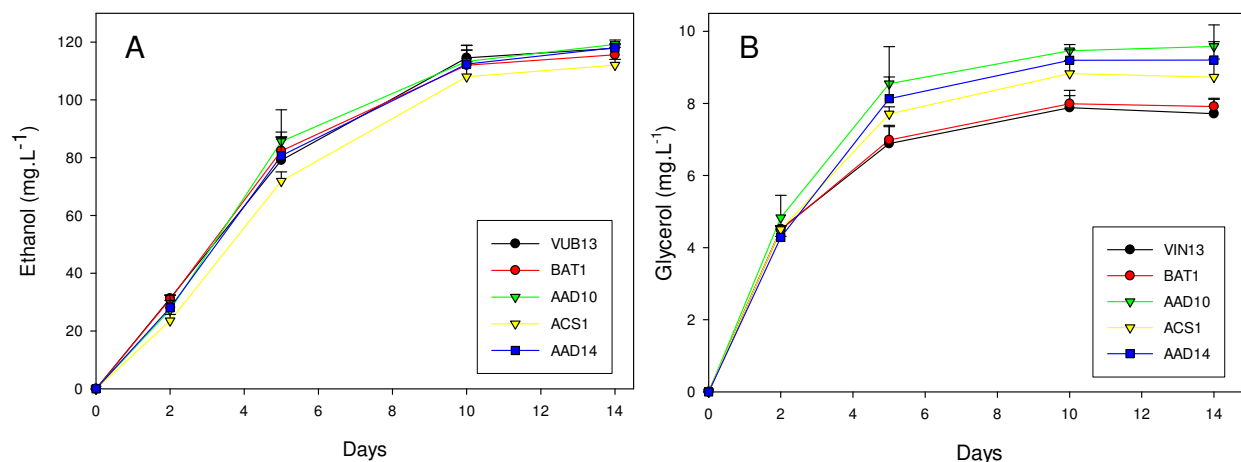 A
Ethanol (mg.L⁻¹)
120
100
80
60
40
20
0
0 2 4 6 8 10 12 14
Days
VUB13
BAT1
AAD10
ACS1
AAD14
B
Glycerol (mg.L⁻¹)
10
8
6
4
2
0
0 2 4 6 8 10 12 14
Days
VIN13
BAT1
AAD10
ACS1
AAD14